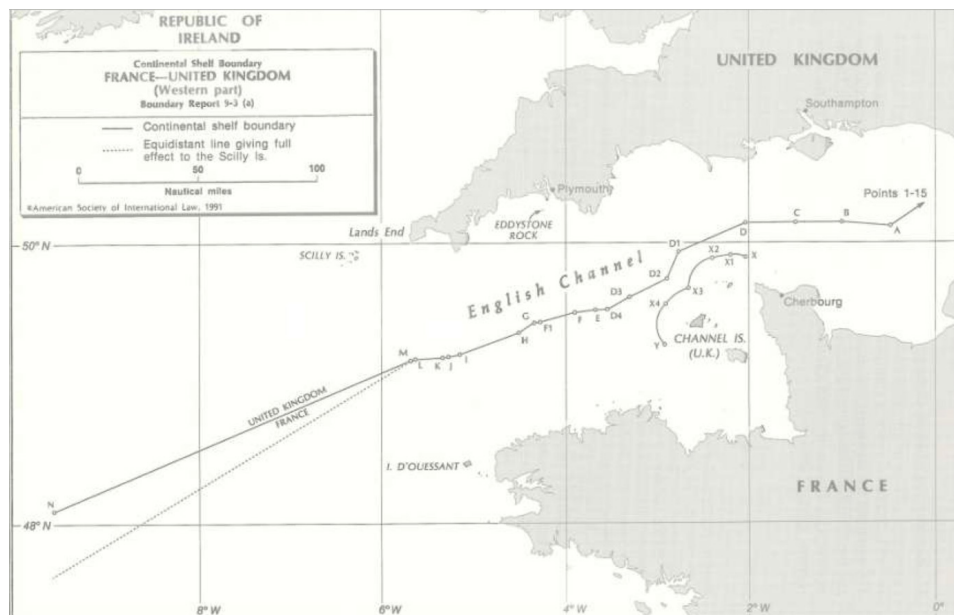 REPUBLIC OF
IRELAND
Continental Shelf Boundary
FRANCE—UNITED KINGDOM
(Western part)
Boundary Report 9-3 (a)
Continental shelf boundary
Equidistant line giving full
effect to the Scilly Is.
0 50 100
Nautical miles
©American Society of International Law, 1991
UNITED KINGDOM
Southampton
Plymouth
Points 1-15
EDDYSTONE
ROCK
Lands End
50° N
SCILLY IS.
English Channel
D C B A
D1 X2 X1 X
D2 X3
D3 X4
Cherbourg
G F1 F E D4
H
CHANNEL IS.
(U.K.)
Y
M L K J I
UNITED KINGDOM
FRANCE
I. D'OUESSANT
FRANCE
N
48° N
8° W 6° W 4° W 2° W 0°